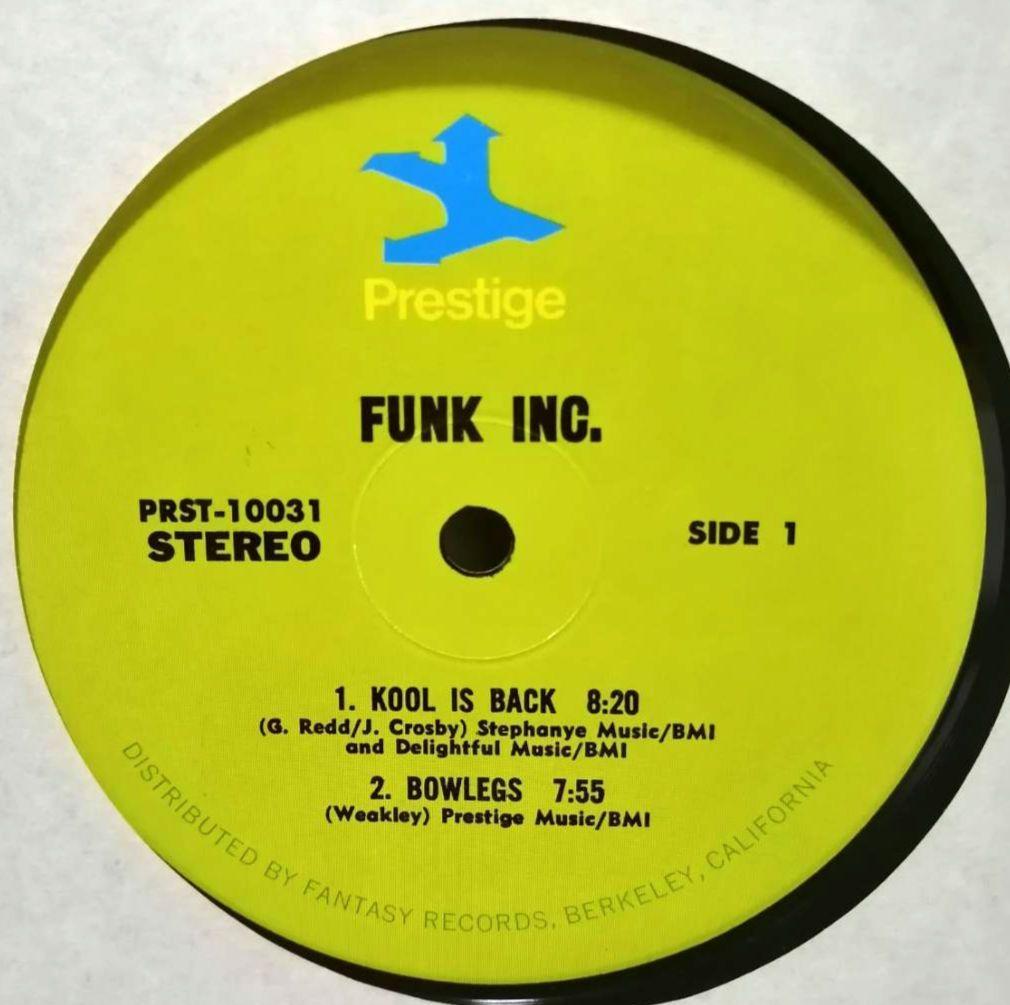 Prestige
FUNK INC.
PRST-10031
STEREO
SIDE 1
1. KOOL IS BACK 8:20
(G. Redd/J. Crosby) Stephanye Music/BMI
and Delightful Music/BMI
2. BOWLEGS 7:55
(Weakley) Prestige Music/BMI
DISTRIBUTED BY FANTASY RECORDS, BERKELEY, CALIFORNIA